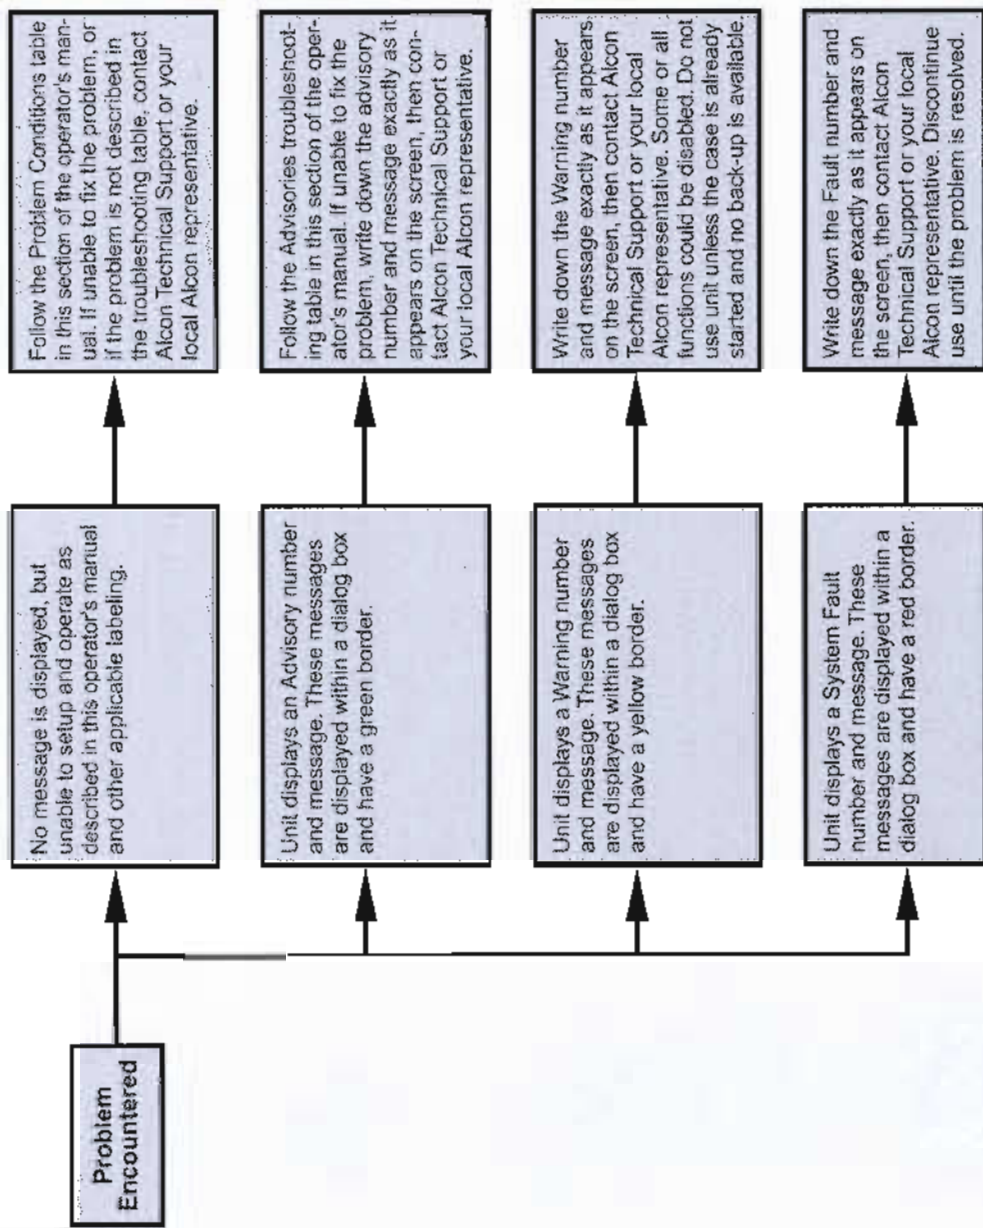 Problem
Encountered
No message is displayed, but
unable to setup and operate as
described in this operator's manual
and other applicable labeling.
Follow the Problem Conditions table
in this section of the operator's man-
ual. If unable to fix the problem, or
if the problem is not described in
the troubleshooting table, contact
Alcon Technical Support or your
local Alcon representative.
Unit displays an Advisory number
and message. These messages
are displayed within a dialog box
and have a green border.
Follow the Advisories troubleshoot-
ing table in this section of the oper-
ator's manual. If unable to fix the
problem, write down the advisory
number and message exactly as it
appears on the screen, then con-
tact Alcon Technical Support or
your local Alcon representative.
Unit displays a Warning number
and message. These messages
are displayed within a dialog box
and have a yellow border.
Write down the Warning number
and message exactly as it appears
on the screen, then contact Alcon
Technical Support or your local
Alcon representative. Some or all
functions could be disabled. Do not
use unit unless the case is already
started and no back-up is available.
Unit displays a System Fault
number and message. These
messages are displayed within a
dialog box and have a red border.
Write down the Fault number and
message exactly as it appears on
the screen, then contact Alcon
Technical Support or your local
Alcon representative. Discontinue
use until the problem is resolved.